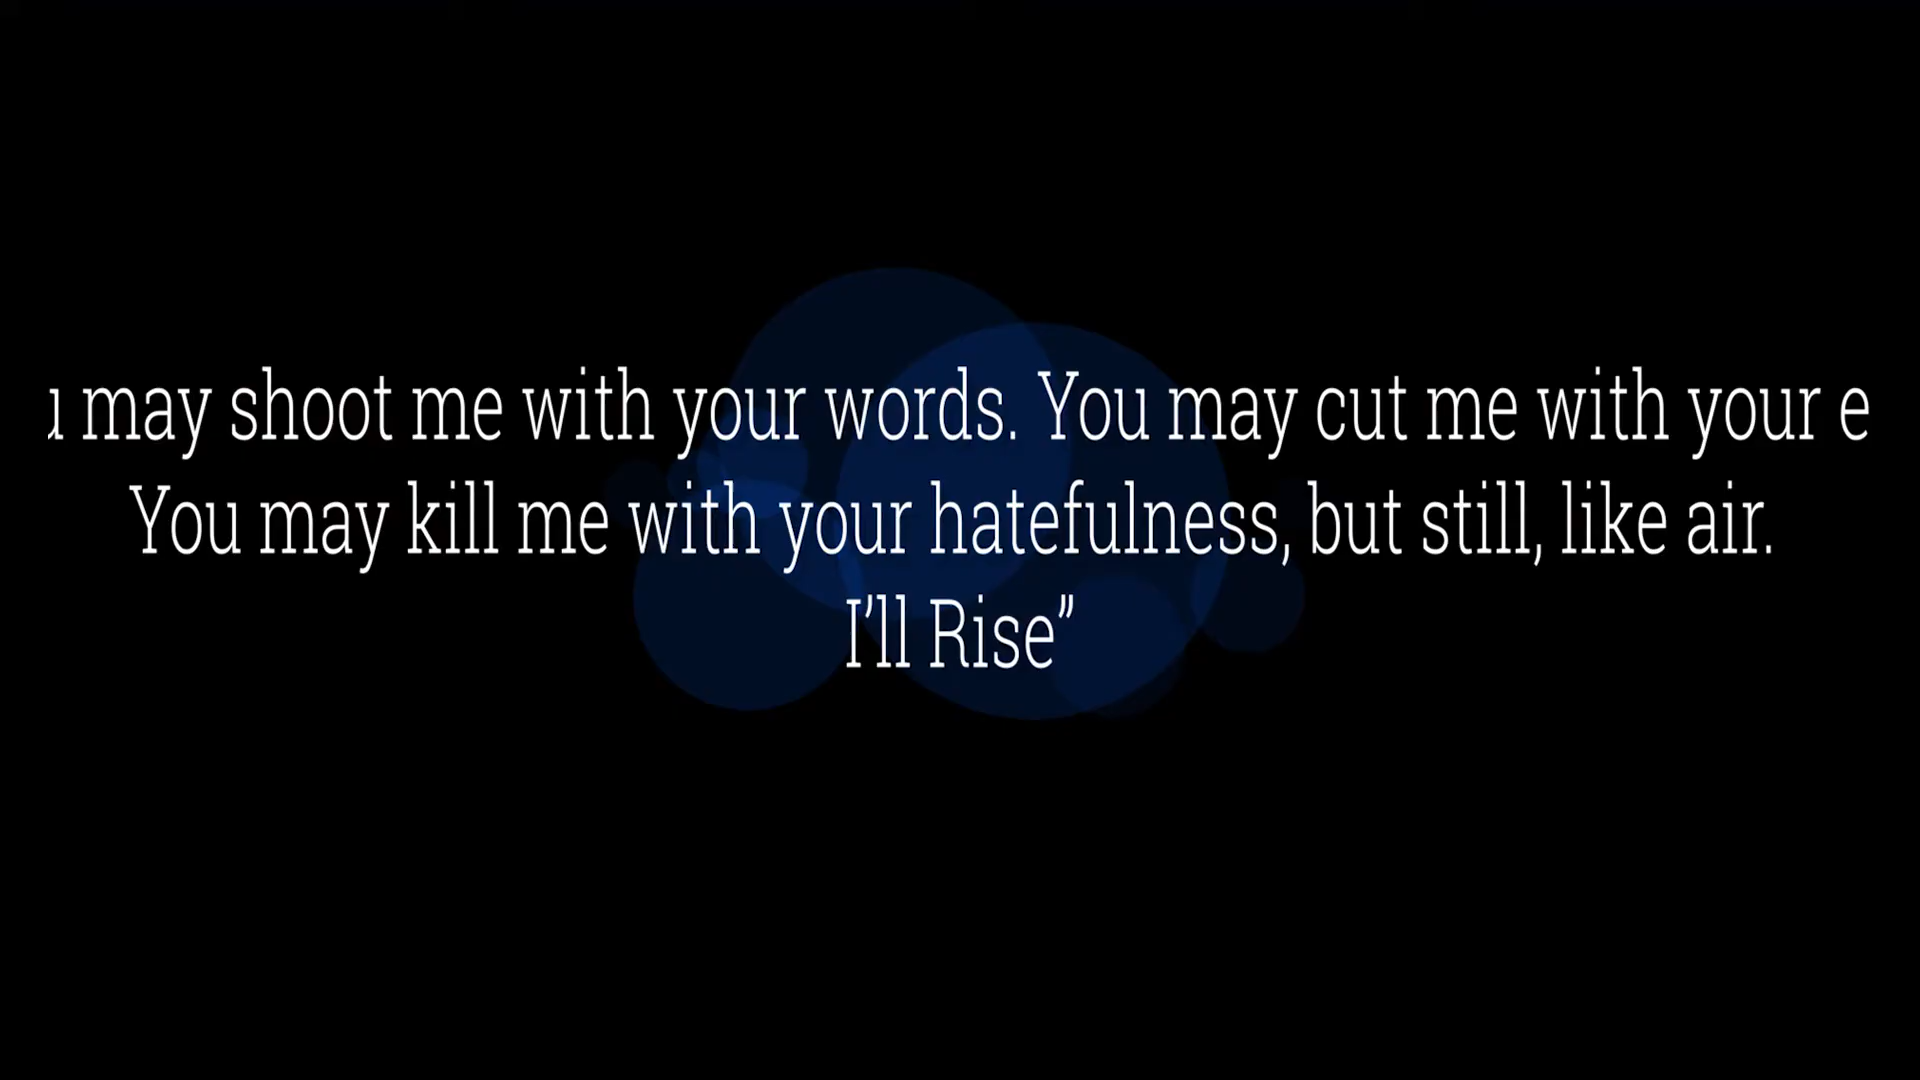 may shoot me with your words. You may cut me with your e
You may kill me with your hatefulness, but still, like air.
I’ll Rise”